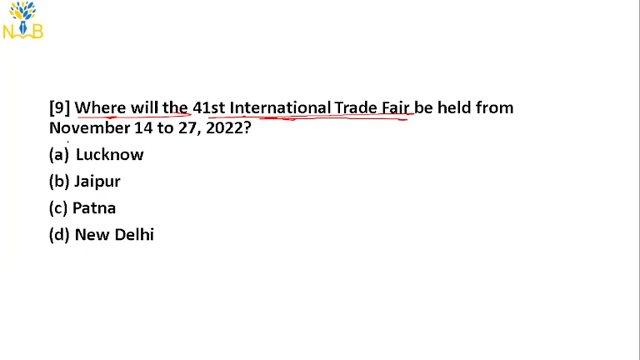 N B
[9] Where will the 41st International Trade Fair be held from
November 14 to 27, 2022?
(a) Lucknow
(b) Jaipur
(c) Patna
(d) New Delhi